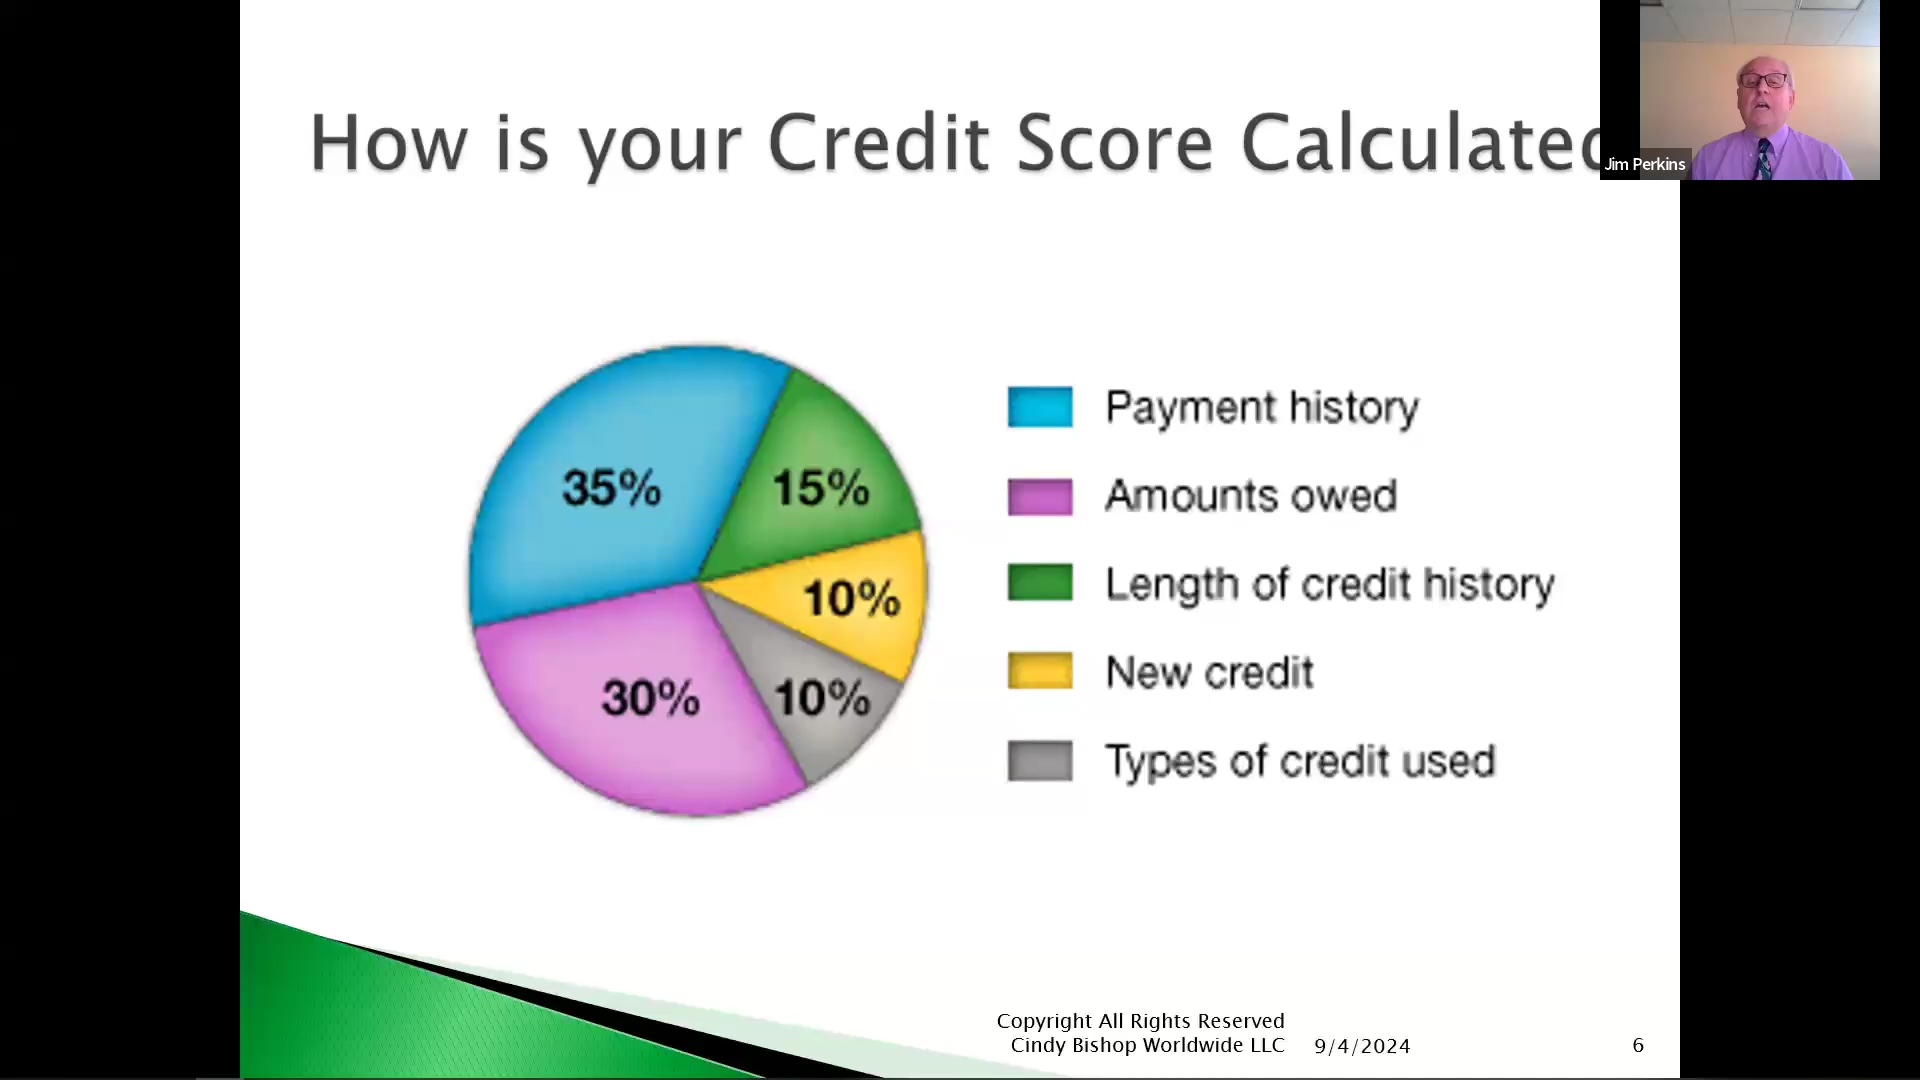 How is your Credit Score Calculated
Jim Perkins
35%
15%
10%
10%
30%
Payment history
Amounts owed
Length of credit history
New credit
Types of credit used
Copyright All Rights Reserved
Cindy Bishop Worldwide LLC
9/4/2024
6